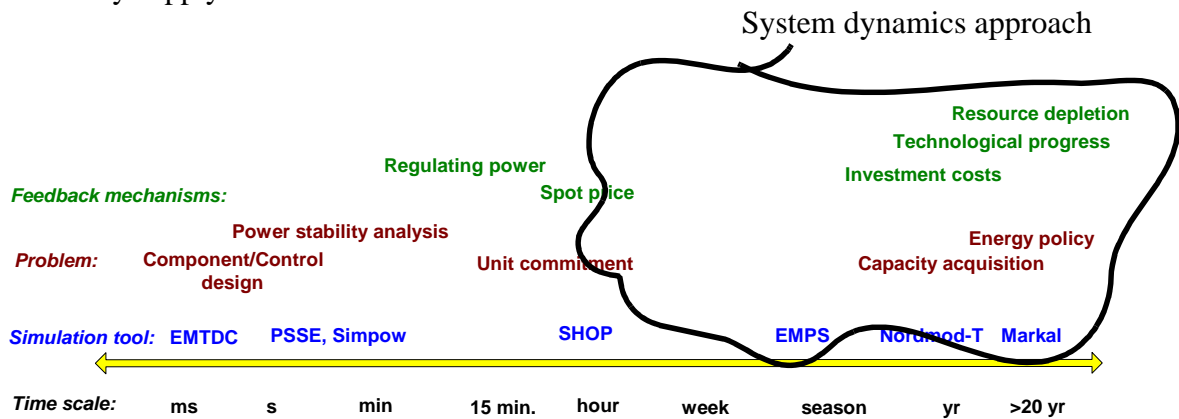 System dynamics approach
Resource depletion
Technological progress
Regulating power
Investment costs
Feedback mechanisms:
Spot price
Power stability analysis
Energy policy
Problem:
Component/Control
design
Unit commitment
Capacity acquisition
Simulation tool: EMTDC PSSE, Simpow SHOP EMPS Nordmod-T Markal
Time scale: ms s min 15 min. hour week season yr >20 yr